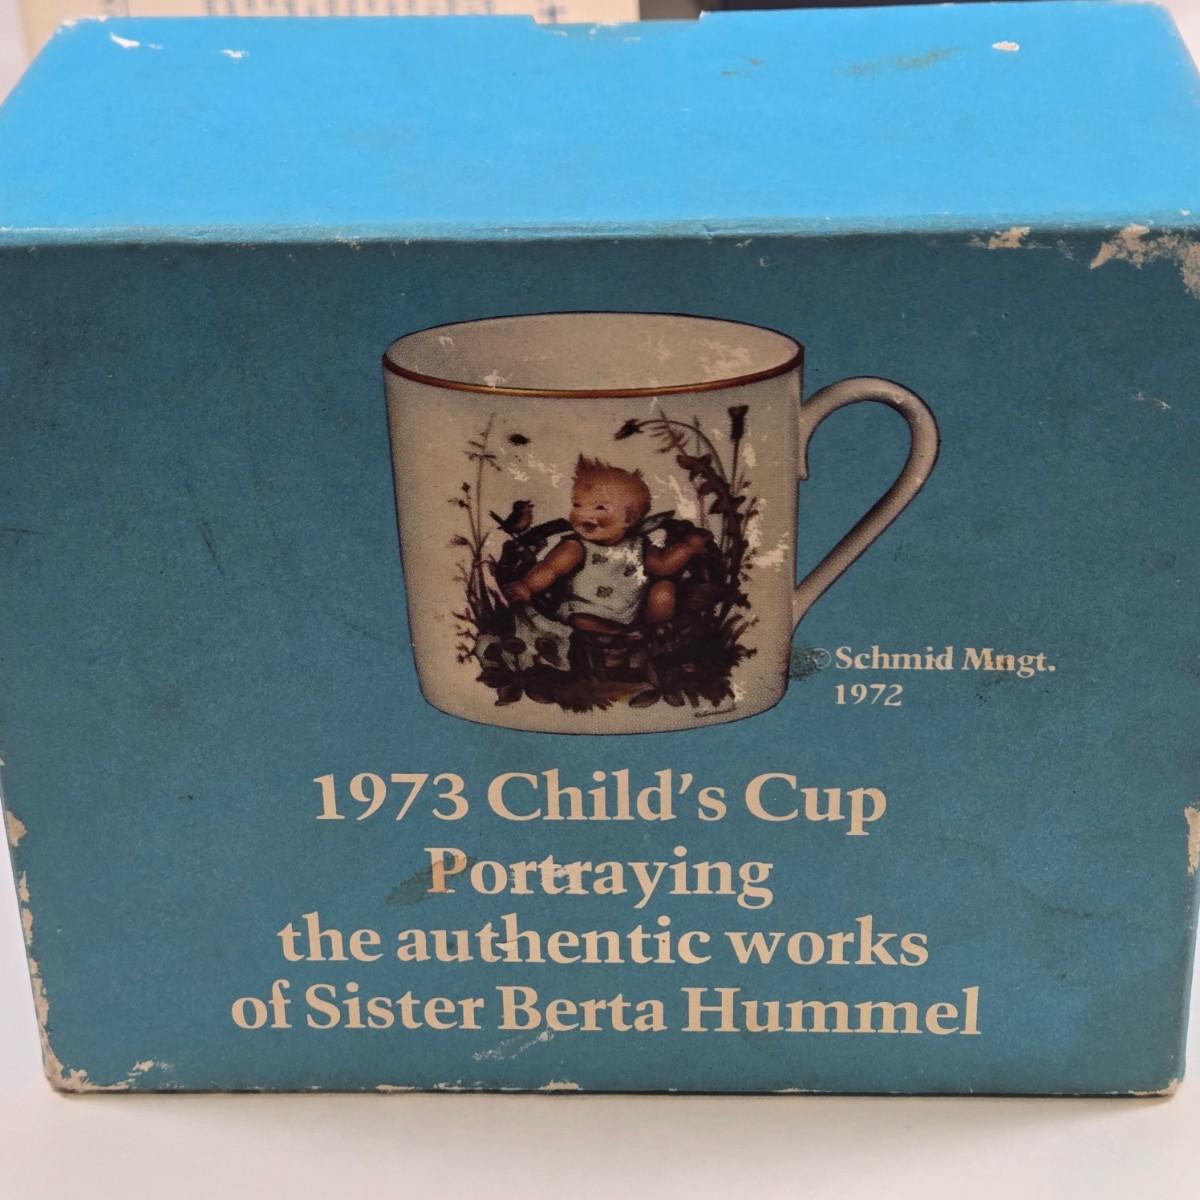 © Schmid Mngt.
1972
1973 Child's Cup
Portraying
the authentic works
of Sister Berta Hummel